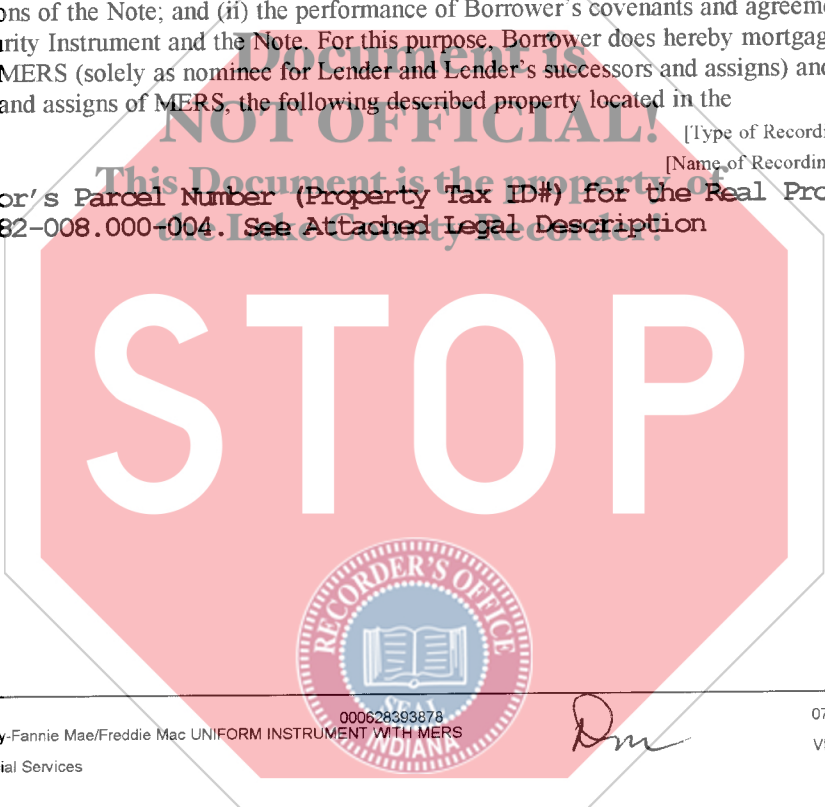 ons of the Note; and (ii) the performance of Borrower's covenants and agreeme
rity Instrument and the Note. For this purpose, Borrower does hereby mortgag
MERS (solely as nominee for Lender and Lender's successors and assigns) and
and assigns of MERS, the following described property located in the
[Type of Recordi
[Name of Recordin
or's Parcel Number (Property Tax ID#) for the Real Pro
82-008.000-004. See Attached Legal Description
Document is
NOT OFFICIAL!
This Document is the property of
the Lake County Recorder!
STOP
RECORDER'S OFFICE
SEAL
INDIANA
000628393878
y-Fannie Mae/Freddie Mac UNIFORM INSTRUMENT WITH MERS
ial Services
Dm
07